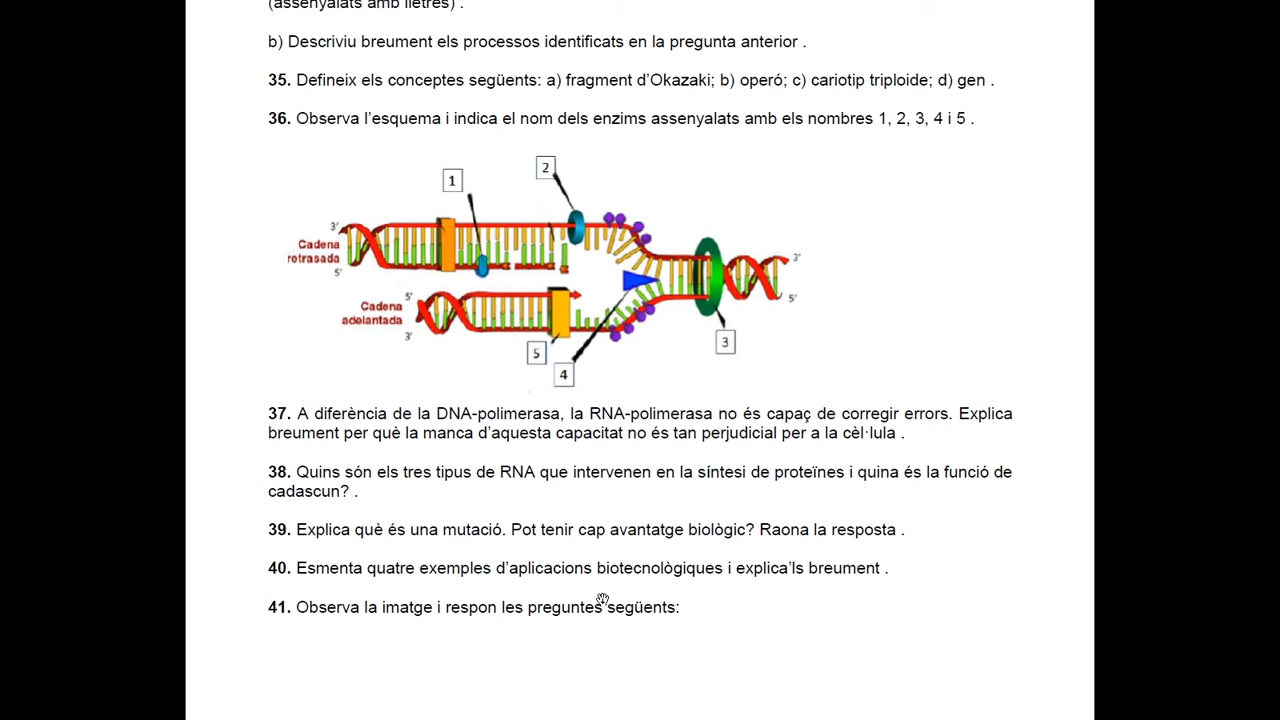 (assenyalats amb lletres) .
b) Descriviu breument els processos identificats en la pregunta anterior .
35. Defineix els conceptes següents: a) fragment d’Okazaki; b) operó; c) cariotip triploide; d) gen .
36. Observa l’esquema i indica el nom dels enzims assenyalats amb els nombres 1, 2, 3, 4 i 5 .
2
1
3'
Cadena
retrasada
5'
3'
5'
5'
Cadena
adelantada
3'
3
5
4
37. A diferència de la DNA-polimerasa, la RNA-polimerasa no és capaç de corregir errors. Explica
breument per què la manca d’aquesta capacitat no és tan perjudicial per a la cèl·lula .
38. Quins són els tres tipus de RNA que intervenen en la síntesi de proteïnes i quina és la funció de
cadascun? .
39. Explica què és una mutació. Pot tenir cap avantatge biològic? Raona la resposta .
40. Esmenta quatre exemples d’aplicacions biotecnològiques i explica’ls breument .
41. Observa la imatge i respon les preguntes següents: